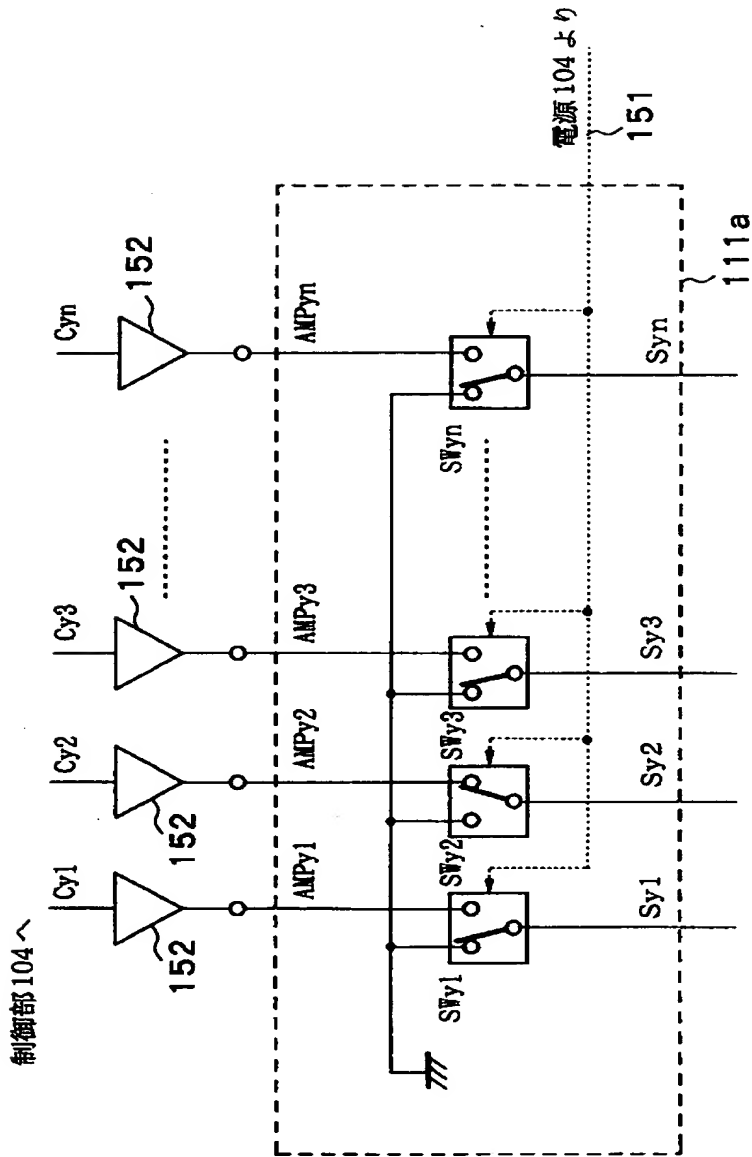 制御部104へ
Cy1
Cy2
Cy3
Cyn
152
152
152
152
AMPy1
AMPy2
AMPy3
AMPyn
SWy1
SWy2
SWy3
SWyn
電源104より
151
Sy1
Sy2
Sy3
Syn
111a